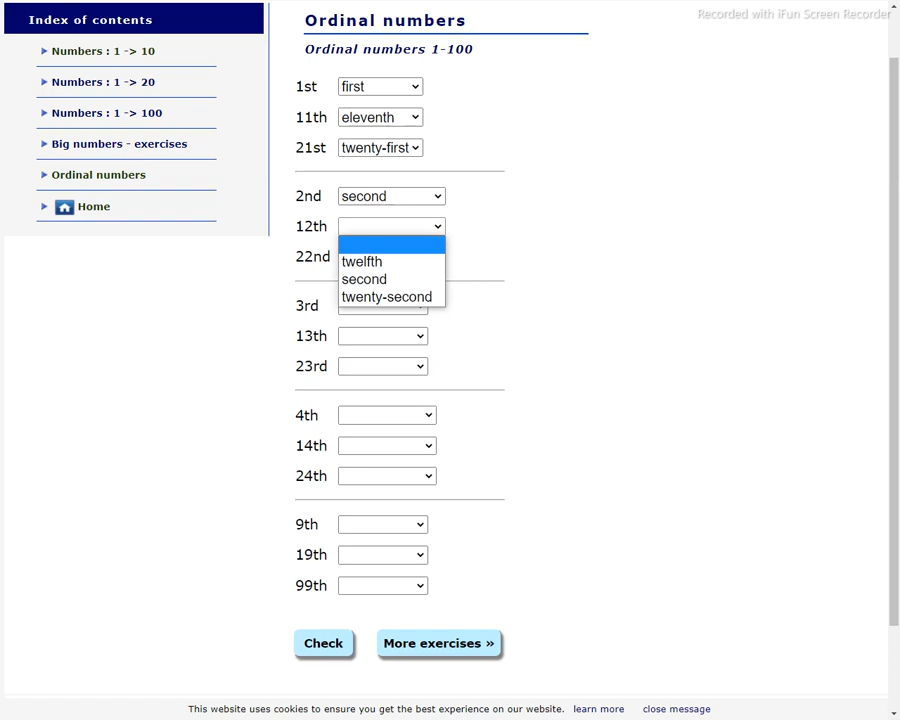 Index of contents
Numbers : 1 -> 10
Numbers : 1 -> 20
Numbers : 1 -> 100
Big numbers - exercises
Ordinal numbers
Home
Recorded with iFun Screen Recorder
Ordinal numbers
Ordinal numbers 1-100
1st first
11th eleventh
21st twenty-first
2nd second
12th
twelfth
second
twenty-second
22nd
3rd
13th
23rd
4th
14th
24th
9th
19th
99th
Check More exercises »
This website uses cookies to ensure you get the best experience on our website. learn more close message